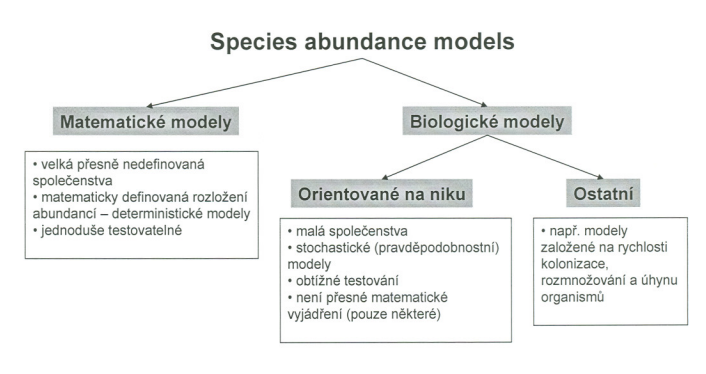 Species abundance models
Matematické modely
Biologické modely
• velká přesně nedefinovaná
společenstva
• matematicky definovaná rozložení
abundancí – deterministické modely
• jednoduše testovatelné
Orientované na niku
Ostatní
• malá společenstva
• stochastické (pravděpodobnostní)
modely
• obtížné testování
• není přesné matematické
vyjádření (pouze některé)
• např. modely
založené na rychlosti
kolonizace,
rozmnožování a úhynu
organismů